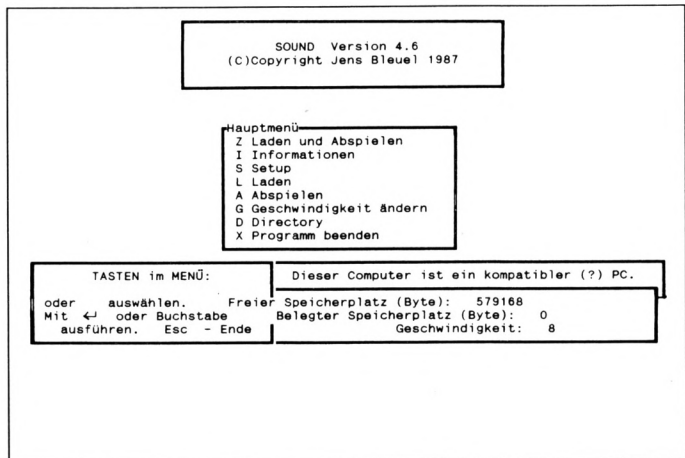 SOUND Version 4.6
(C)Copyright Jens Bleuel 1987
Hauptmenü
Z Laden und Abspielen
I Informationen
S Setup
L Laden
A Abspielen
G Geschwindigkeit ändern
D Directory
X Programm beenden
TASTEN im MENÜ:
Dieser Computer ist ein kompatibler (?) PC.
oder auswählen. Freier Speicherplatz (Byte): 579168
Mit ↵ oder Buchstabe Belegter Speicherplatz (Byte): 0
ausführen. Esc - Ende Geschwindigkeit: 8